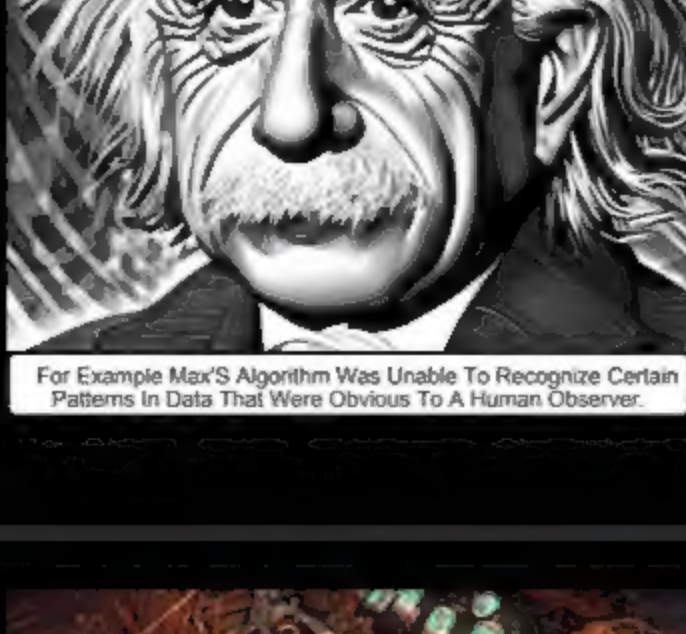 For Example Max'S Algorithm Was Unable To Recognize Certain
Patterns In Data That Were Obvious To A Human Observer.